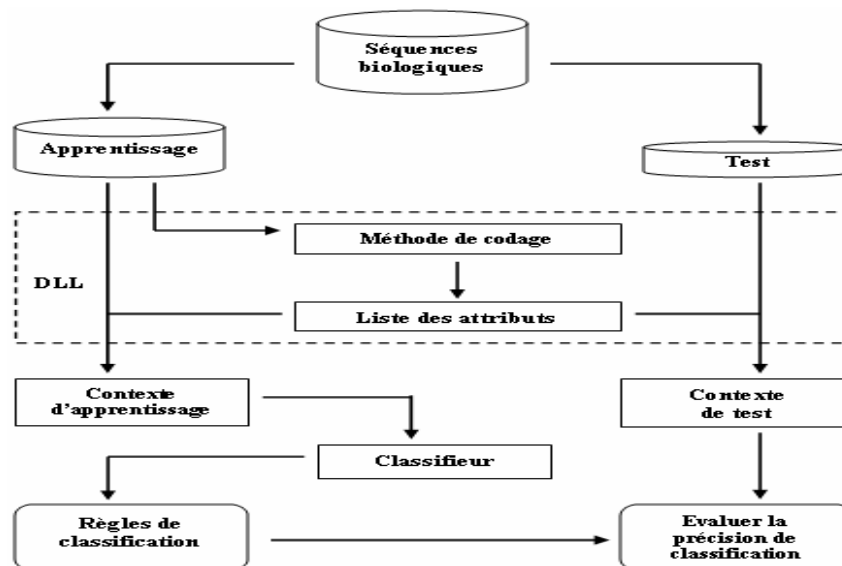 Séquences
biologiques
Apprentissage
Test
Méthode de codage
DLL
Liste des attributs
Contexte
d'apprentissage
Contexte
de test
Classifieur
Règles de
classification
Evaluer la
précision de
classification